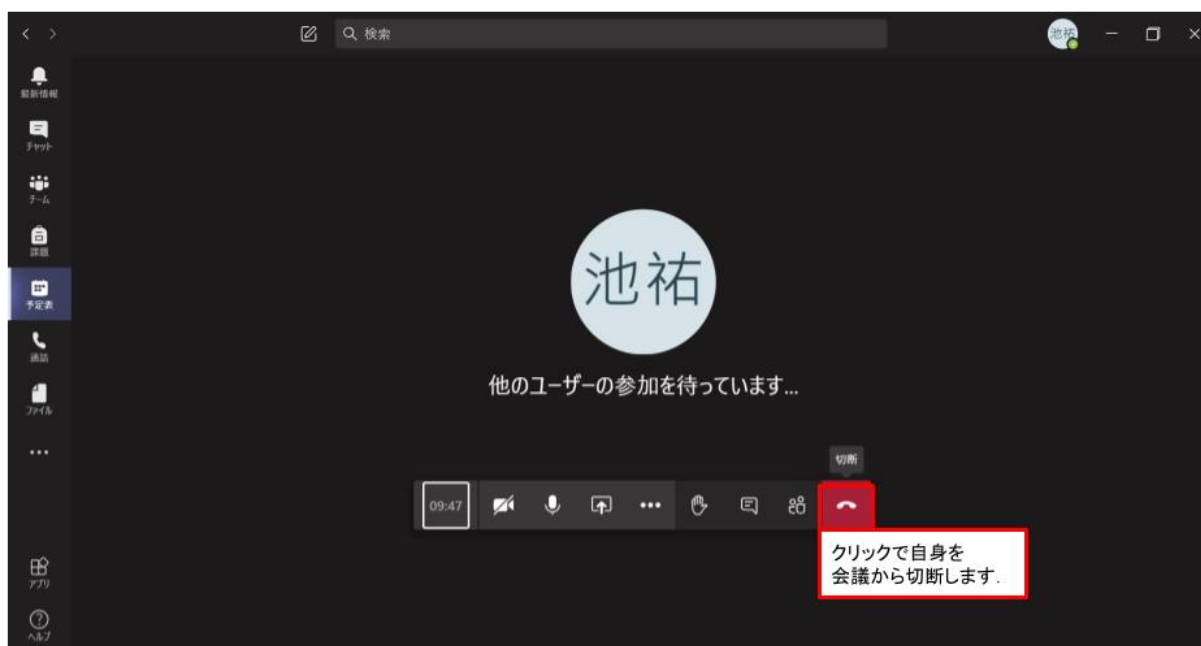 検索
池祐
最新情報
チャット
チーム
課題
予定表
通話
ファイル
池祐
他のユーザーの参加を待っています...
切断
09:47
クリックで自身を
会議から切断します.
アプリ
ヘルプ